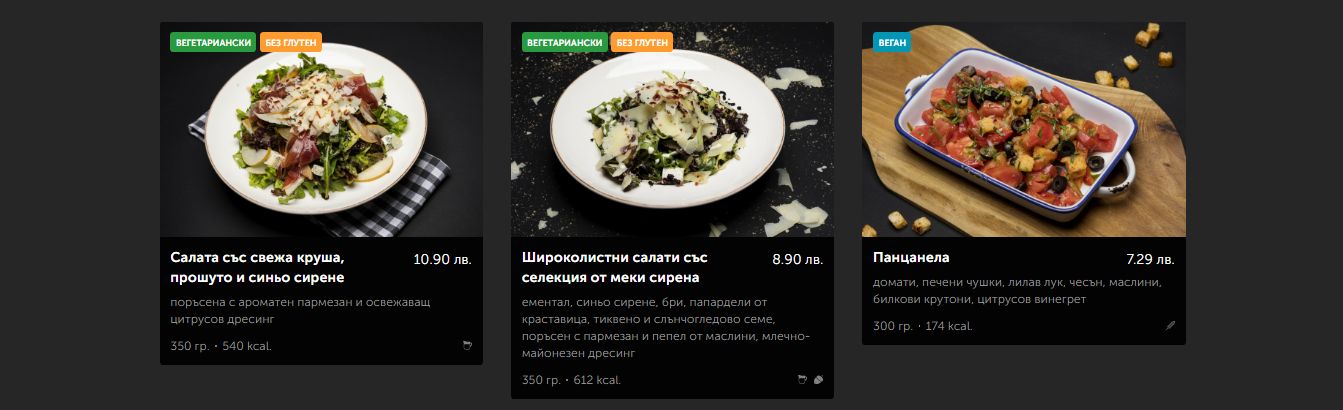 ВЕГЕТАРИАНСКИ БЕЗ ГЛУТЕН
Салата със свежа круша,
прошуто и синьо сирене
10.90 лв.
поръсена с ароматен пармезан и освежаващ
цитрусов дресинг
350 гр. • 540 kcal.
ВЕГЕТАРИАНСКИ БЕЗ ГЛУТЕН
Широколистни салати със
селекция от меки сирена
8.90 лв.
ементал, синьо сирене, бри, папардели от
краставица, тиквено и слънчогледово семе,
поръсен с пармезан и пепел от маслини, млечно-
майонезен дресинг
350 гр. • 612 kcal.
ВЕГАН
Панцанела
7.29 лв.
домати, печени чушки, лилав лук, чесън, маслини,
билкови крутони, цитрусов винегрет
300 гр. • 174 kcal.